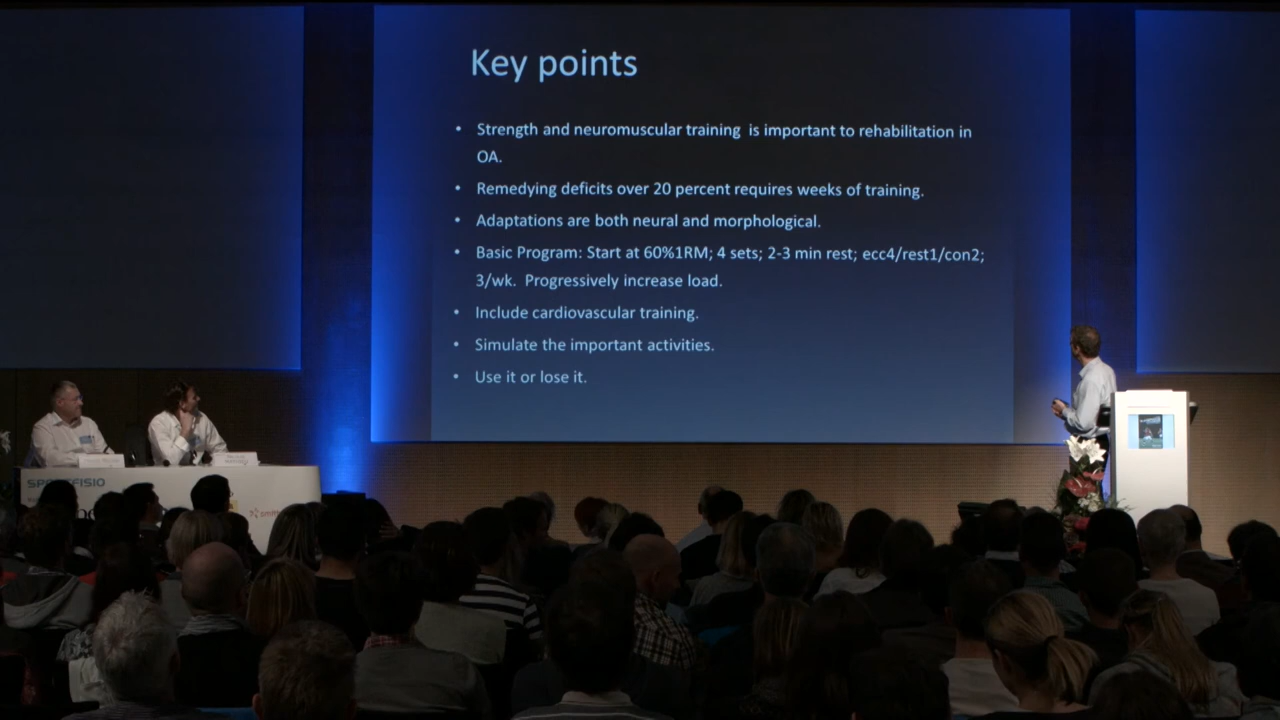 Key points
• Strength and neuromuscular training is important to rehabilitation in
OA.
• Remedying deficits over 20 percent requires weeks of training.
• Adaptations are both neural and morphological.
• Basic Program: Start at 60%1RM; 4 sets; 2-3 min rest; ecc4/rest1/con2;
3/wk. Progressively increase load.
• Include cardiovascular training.
• Simulate the important activities.
• Use it or lose it.